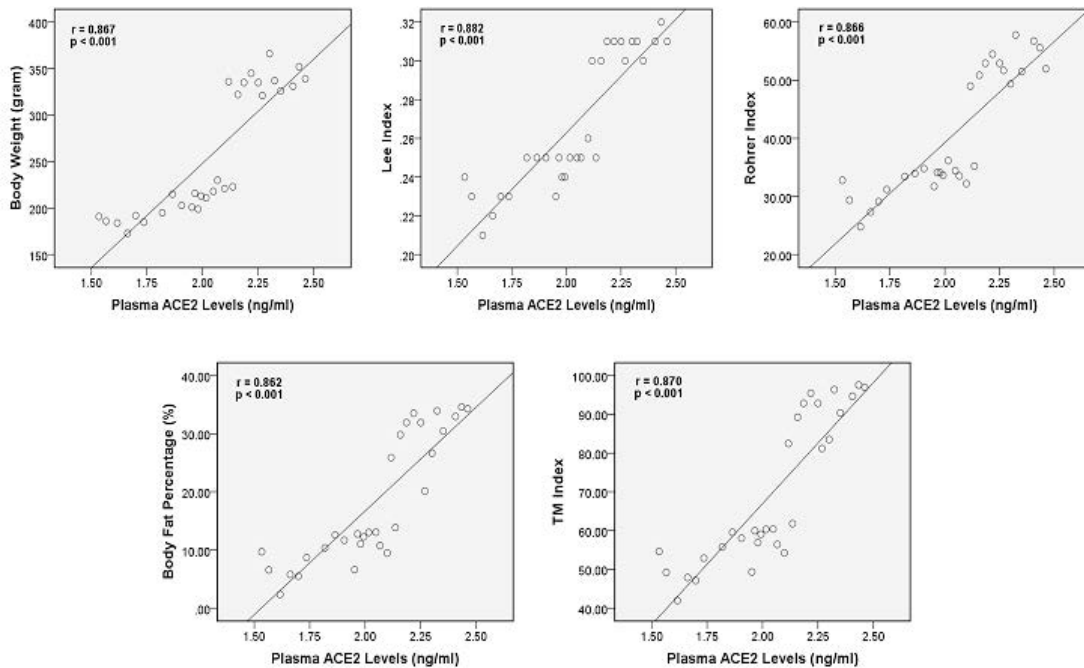 r = 0.867
p < 0.001
400
350
300
250
200
150
Body Weight (gram)
1.50 1.75 2.00 2.25 2.50
Plasma ACE2 Levels (ng/ml)
r = 0.882
p < 0.001
.32
.30
.28
.26
.24
.22
.20
Lee Index
1.50 1.75 2.00 2.25 2.50
Plasma ACE2 Levels (ng/ml)
r = 0.866
p < 0.001
60.00
50.00
40.00
30.00
20.00
Rohrer Index
1.50 1.75 2.00 2.25 2.50
Plasma ACE2 Levels (ng/ml)
r = 0.862
p < 0.001
40.00
30.00
20.00
10.00
.00
Body Fat Percentage (%)
1.50 1.75 2.00 2.25 2.50
Plasma ACE2 Levels (ng/ml)
r = 0.870
p < 0.001
100.00
90.00
80.00
70.00
60.00
50.00
40.00
TM Index
1.50 1.75 2.00 2.25 2.50
Plasma ACE2 Levels (ng/ml)